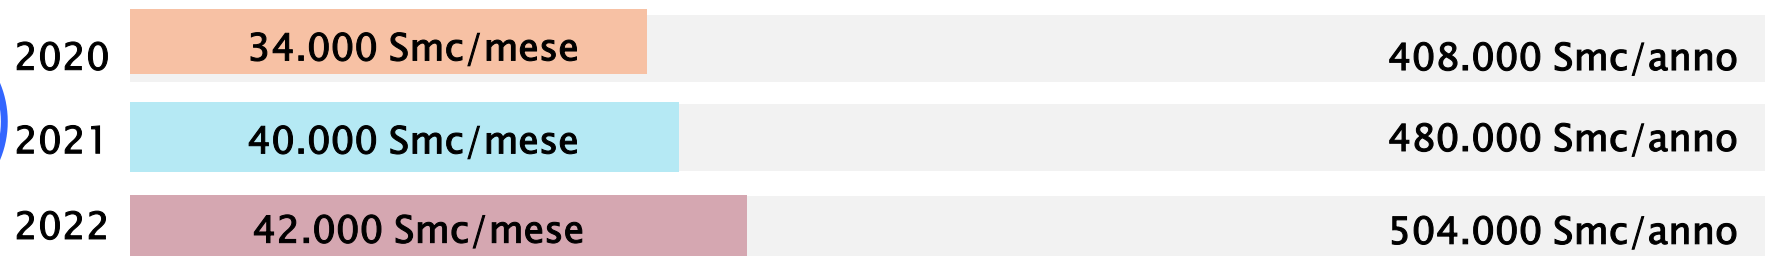 2020 34.000 Smc/mese 408.000 Smc/anno
2021 40.000 Smc/mese 480.000 Smc/anno
2022 42.000 Smc/mese 504.000 Smc/anno